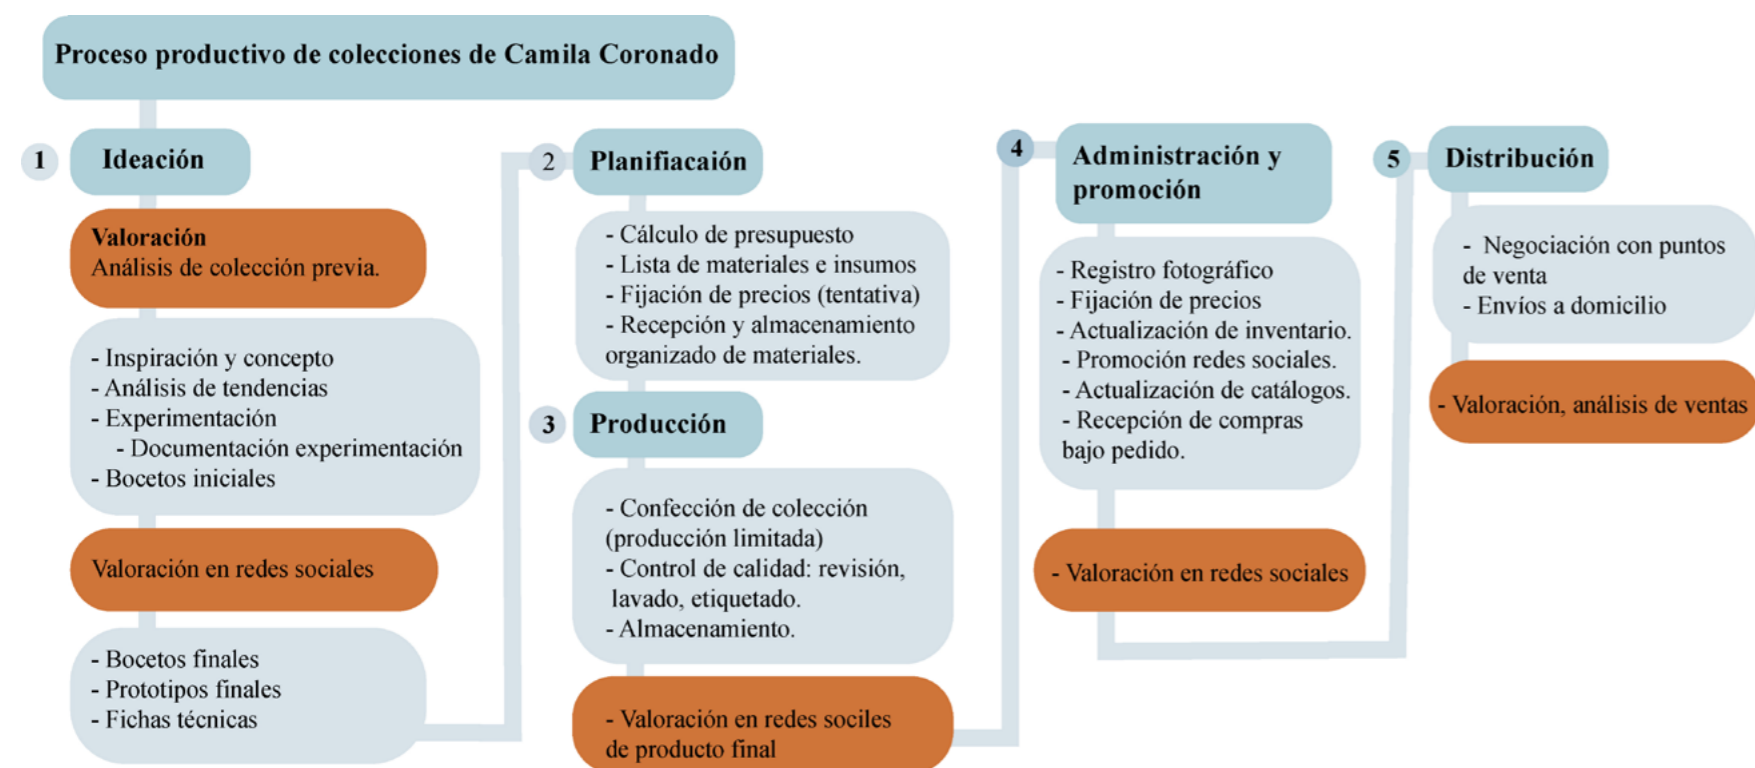 Proceso productivo de colecciones de Camila Coronado
1
Ideación
Valoración
Análisis de colección previa.
- Inspiración y concepto
- Análisis de tendencias
- Experimentación
- Documentación experimentación
- Bocetos iniciales
Valoración en redes sociales
- Bocetos finales
- Prototipos finales
- Fichas técnicas
2
Planifiacaión
- Cálculo de presupuesto
- Lista de materiales e insumos
- Fijación de precios (tentativa)
- Recepción y almacenamiento
organizado de materiales.
3
Producción
- Confección de colección
(producción limitada)
- Control de calidad: revisión,
lavado, etiquetado.
- Almacenamiento.
- Valoración en redes sociles
de producto final
4
Administración y
promoción
- Registro fotográfico
- Fijación de precios
- Actualización de inventario.
- Promoción redes sociales.
- Actualización de catálogos.
- Recepción de compras
bajo pedido.
- Valoración en redes sociales
5
Distribución
- Negociación con puntos
de venta
- Envíos a domicilio
- Valoración, análisis de ventas